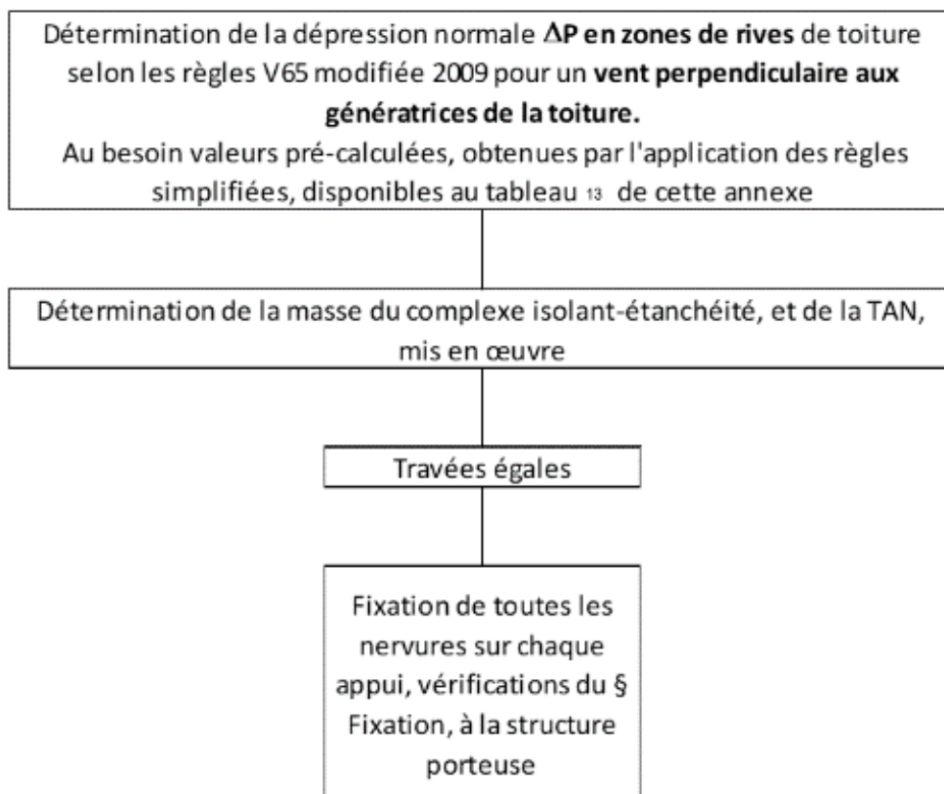 Détermination de la dépression normale ΔP en zones de rives de toiture
selon les règles V65 modifiée 2009 pour un vent perpendiculaire aux
génératrices de la toiture.
Au besoin valeurs pré-calculées, obtenues par l'application des règles
simplifiées, disponibles au tableau 13 de cette annexe
Détermination de la masse du complexe isolant-étanchéité, et de la TAN,
mis en œuvre
Travées égales
Fixation de toutes les
nervures sur chaque
appui, vérifications du §
Fixation, à la structure
porteuse